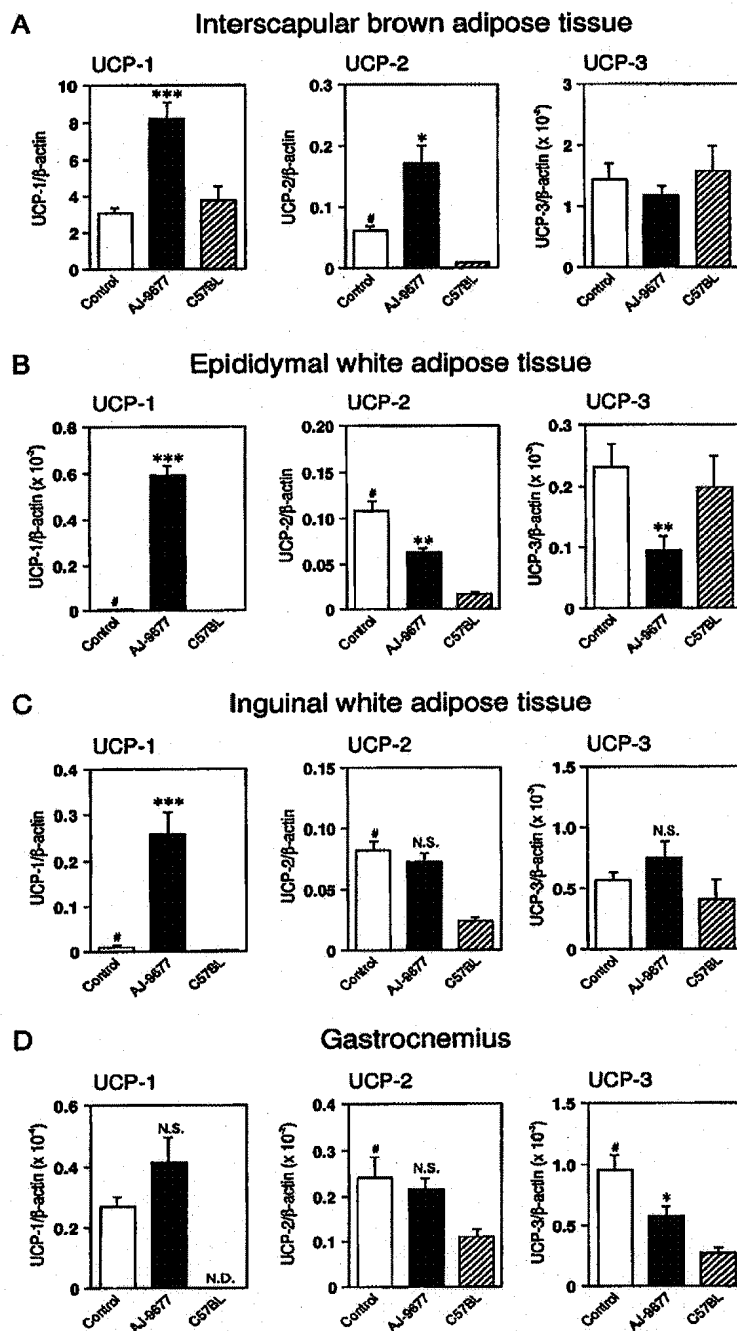 A Interscapular brown adipose tissue
UCP-1
UCP-2
UCP-3
UCP-1/β-actin
10
8
6
4
2
0
***
Control
AJ-9677
C57BL
UCP-2/β-actin
0.3
0.2
0.1
0
#
*
Control
AJ-9677
C57BL
UCP-3/β-actin
3
2
1
0
Control
AJ-9677
C57BL
B Epididymal white adipose tissue
UCP-1
UCP-2
UCP-3
UCP-1/β-actin
0.8
0.6
0.4
0.2
0
#
***
Control
AJ-9677
C57BL
UCP-2/β-actin
0.20
0.15
0.10
0.05
0
#
**
Control
AJ-9677
C57BL
UCP-3/β-actin
0.3
0.2
0.1
0
**
Control
AJ-9677
C57BL
C Inguinal white adipose tissue
UCP-1
UCP-2
UCP-3
UCP-1/β-actin
0.4
0.3
0.2
0.1
0
#
***
Control
AJ-9677
C57BL
UCP-2/β-actin
0.15
0.10
0.05
0
#
N.S.
Control
AJ-9677
C57BL
UCP-3/β-actin
1.5
1.0
0.5
0
N.S.
Control
AJ-9677
C57BL
D Gastrocnemius
UCP-1
UCP-2
UCP-3
UCP-1/β-actin
0.6
0.4
0.2
0
N.S.
N.D.
Control
AJ-9677
C57BL
UCP-2/β-actin
0.4
0.3
0.2
0.1
0
#
N.S.
Control
AJ-9677
C57BL
UCP-3/β-actin
1.5
1.0
0.5
0
#
*
Control
AJ-9677
C57BL